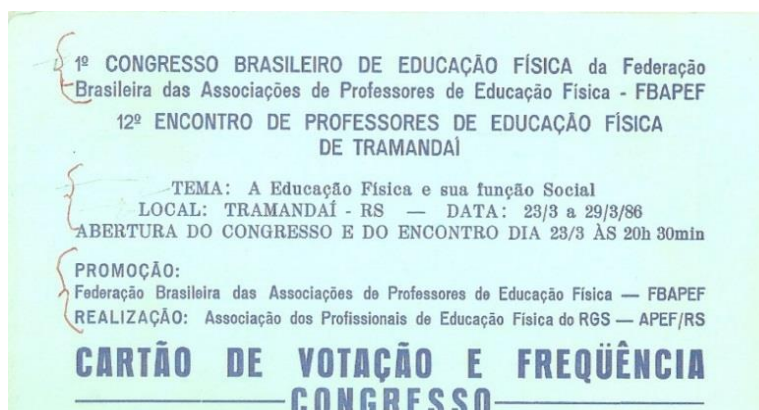 1º CONGRESSO BRASILEIRO DE EDUCAÇÃO FÍSICA da Federação
Brasileira das Associações de Professores de Educação Física - FBAPEF
12º ENCONTRO DE PROFESSORES DE EDUCAÇÃO FÍSICA
DE TRAMANDAÍ
TEMA: A Educação Física e sua função Social
LOCAL: TRAMANDAÍ - RS — DATA: 23/3 a 29/3/86
ABERTURA DO CONGRESSO E DO ENCONTRO DIA 23/3 ÀS 20h 30min
PROMOÇÃO:
Federação Brasileira das Associações de Professores de Educação Física — FBAPEF
REALIZAÇÃO: Associação dos Profissionais de Educação Física do RGS — APEF/RS
CARTÃO DE VOTAÇÃO E FREQÜÊNCIA
CONGRESSO